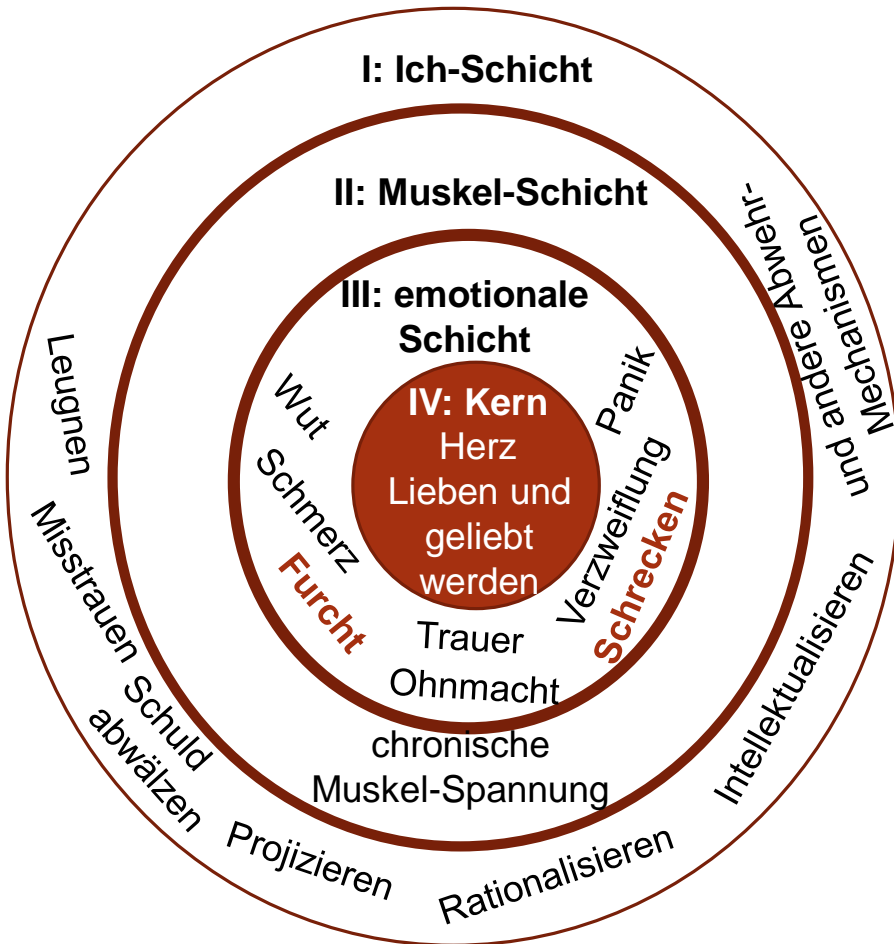 I: Ich-Schicht
II: Muskel-Schicht
III: emotionale
Schicht
IV: Kern
Herz
Lieben und
geliebt
werden
Wut
Schmerz
Furcht
Trauer
Ohnmacht
Panik
Verzweiflung
Schrecken
chronische
Muskel-Spannung
Leugnen
Misstrauen
Schuld
abwälzen
Projizieren
Rationalisieren
Intellektualisieren
und andere Abwehr-
Mechanismen